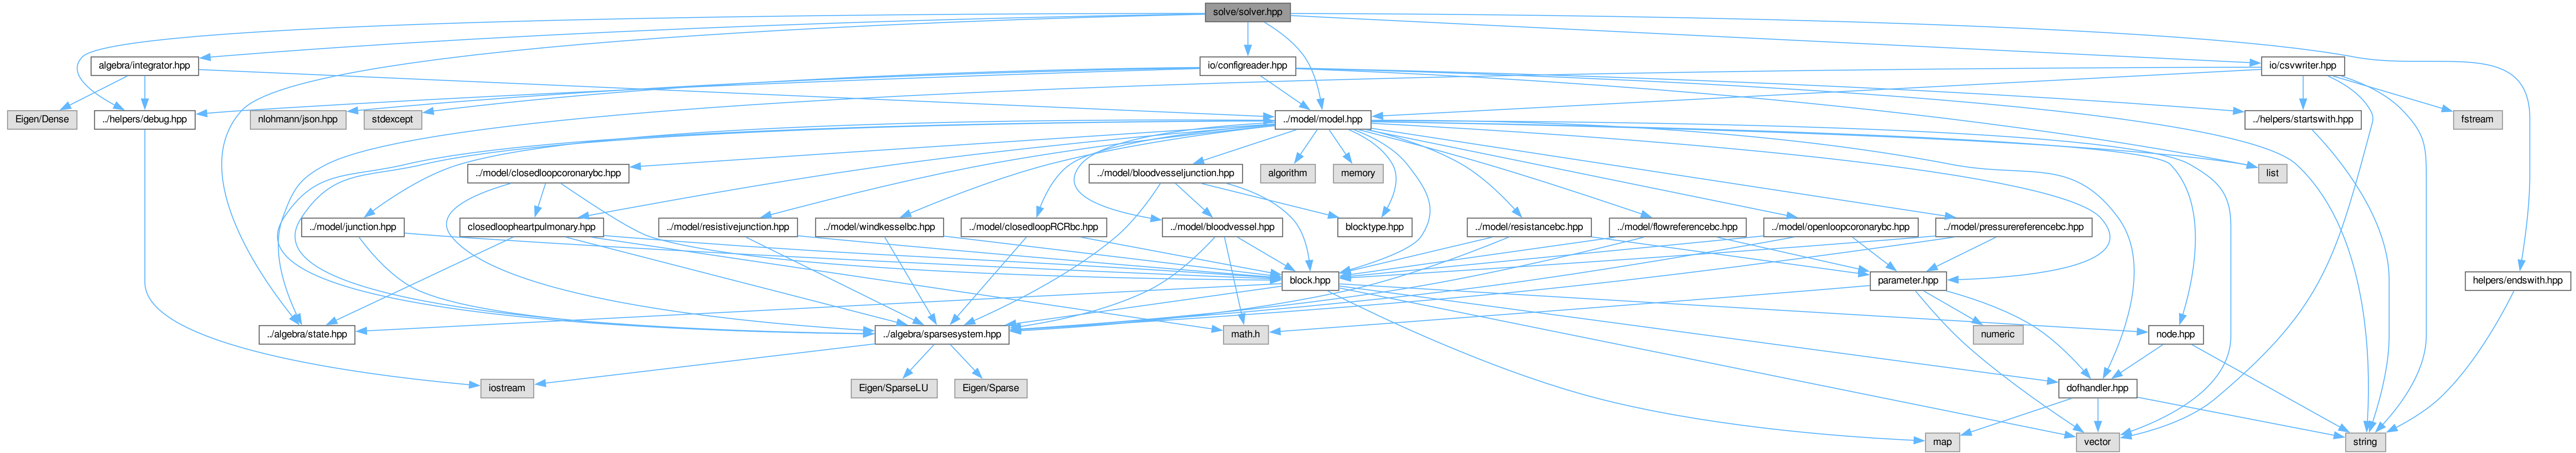 solve/solver.hpp
algebra/integrator.hpp
io/configreader.hpp
io/csvwriter.hpp
Eigen/Dense
../helpers/debug.hpp
nlohmann/json.hpp
stdexcept
../model/model.hpp
../helpers/startswith.hpp
fstream
../model/closedloopcoronarybc.hpp
../model/bloodvesseljunction.hpp
algorithm
memory
list
../model/junction.hpp
closedloopheartpulmonary.hpp
../model/resistivejunction.hpp
../model/windkesselbc.hpp
../model/closedloopRCRbc.hpp
../model/bloodvessel.hpp
blocktype.hpp
../model/resistancebc.hpp
../model/flowreferencebc.hpp
../model/openloopcoronarybc.hpp
../model/pressurereferencebc.hpp
block.hpp
parameter.hpp
helpers/endswith.hpp
../algebra/state.hpp
../algebra/sparsesystem.hpp
math.h
numeric
node.hpp
iostream
Eigen/SparseLU
Eigen/Sparse
dofhandler.hpp
map
vector
string